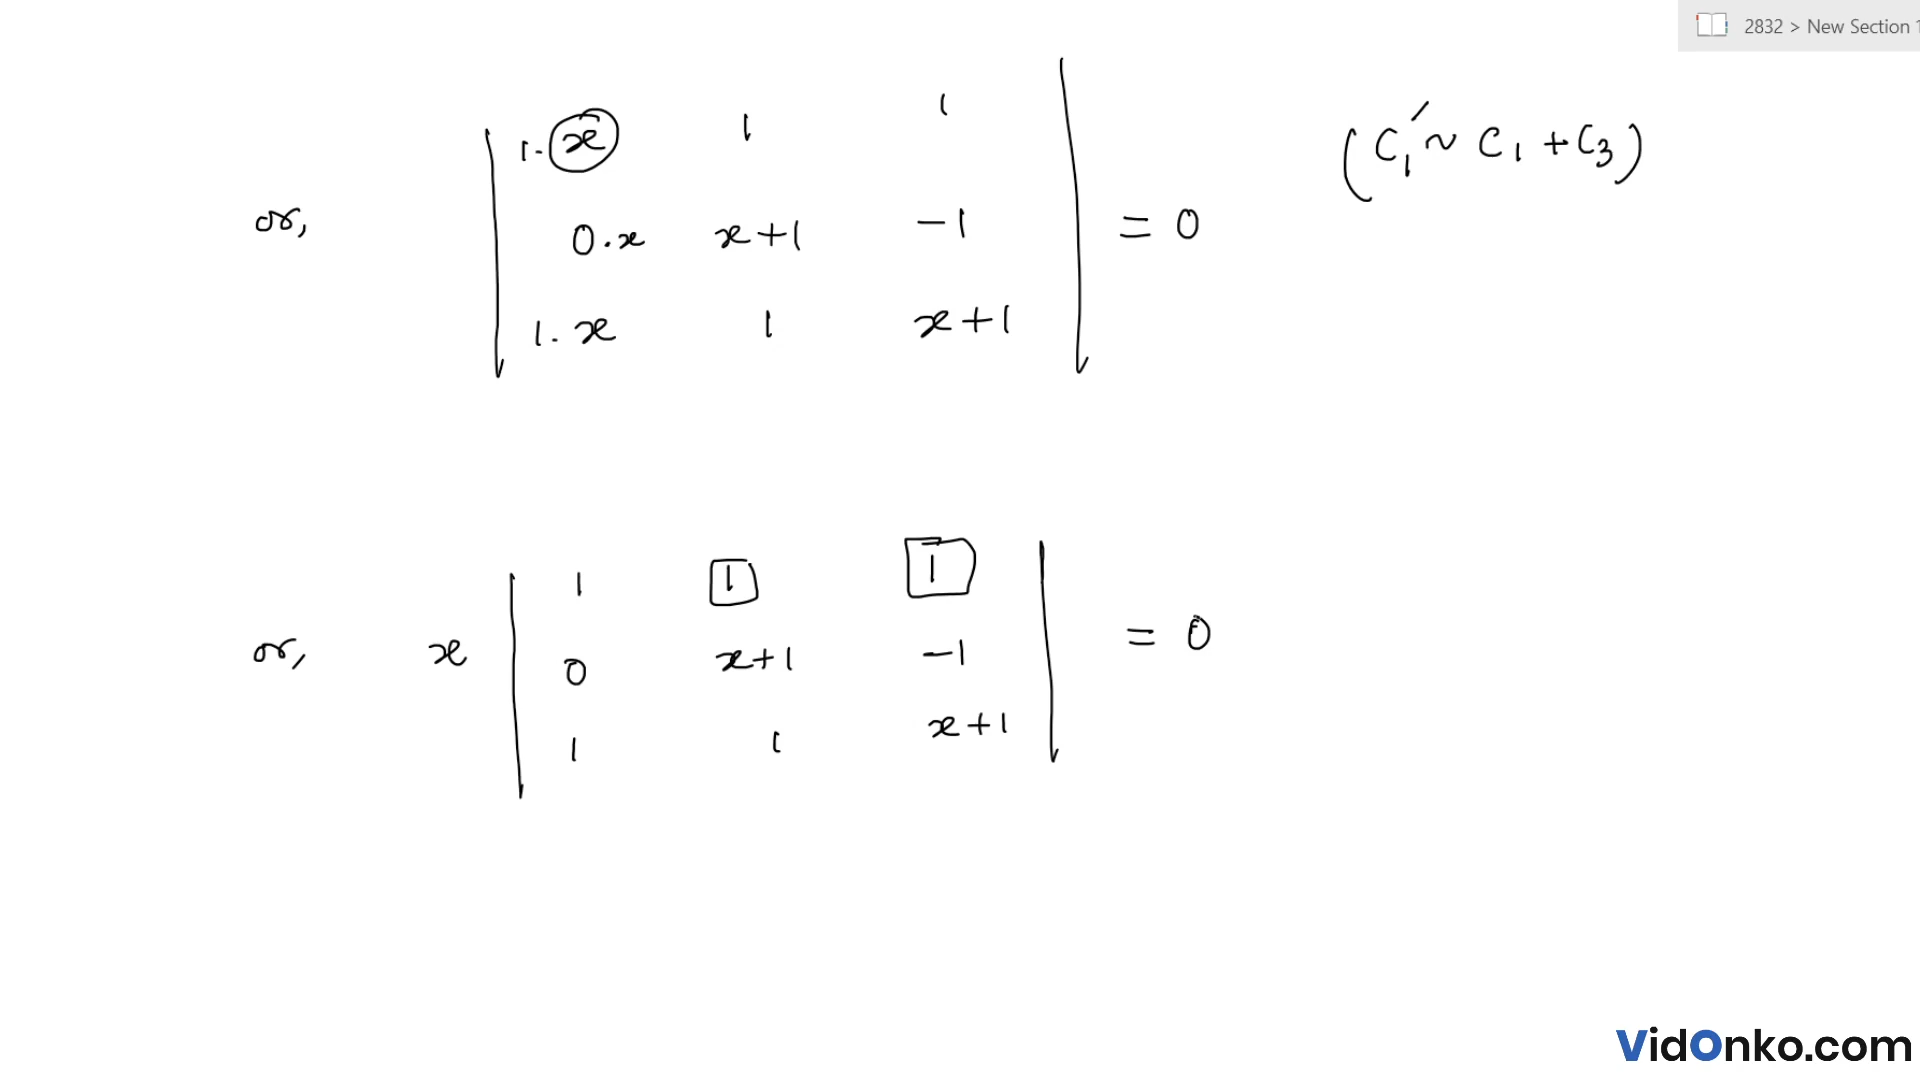 2832 > New Section 1
1.x 1 1 (C₁′ ~ C₁ + C₃)
or, 0.x x+1 -1 = 0
1.x 1 x+1
1 1 1
or, x 0 x+1 -1 = 0
1 1 x+1
VidOnko.com